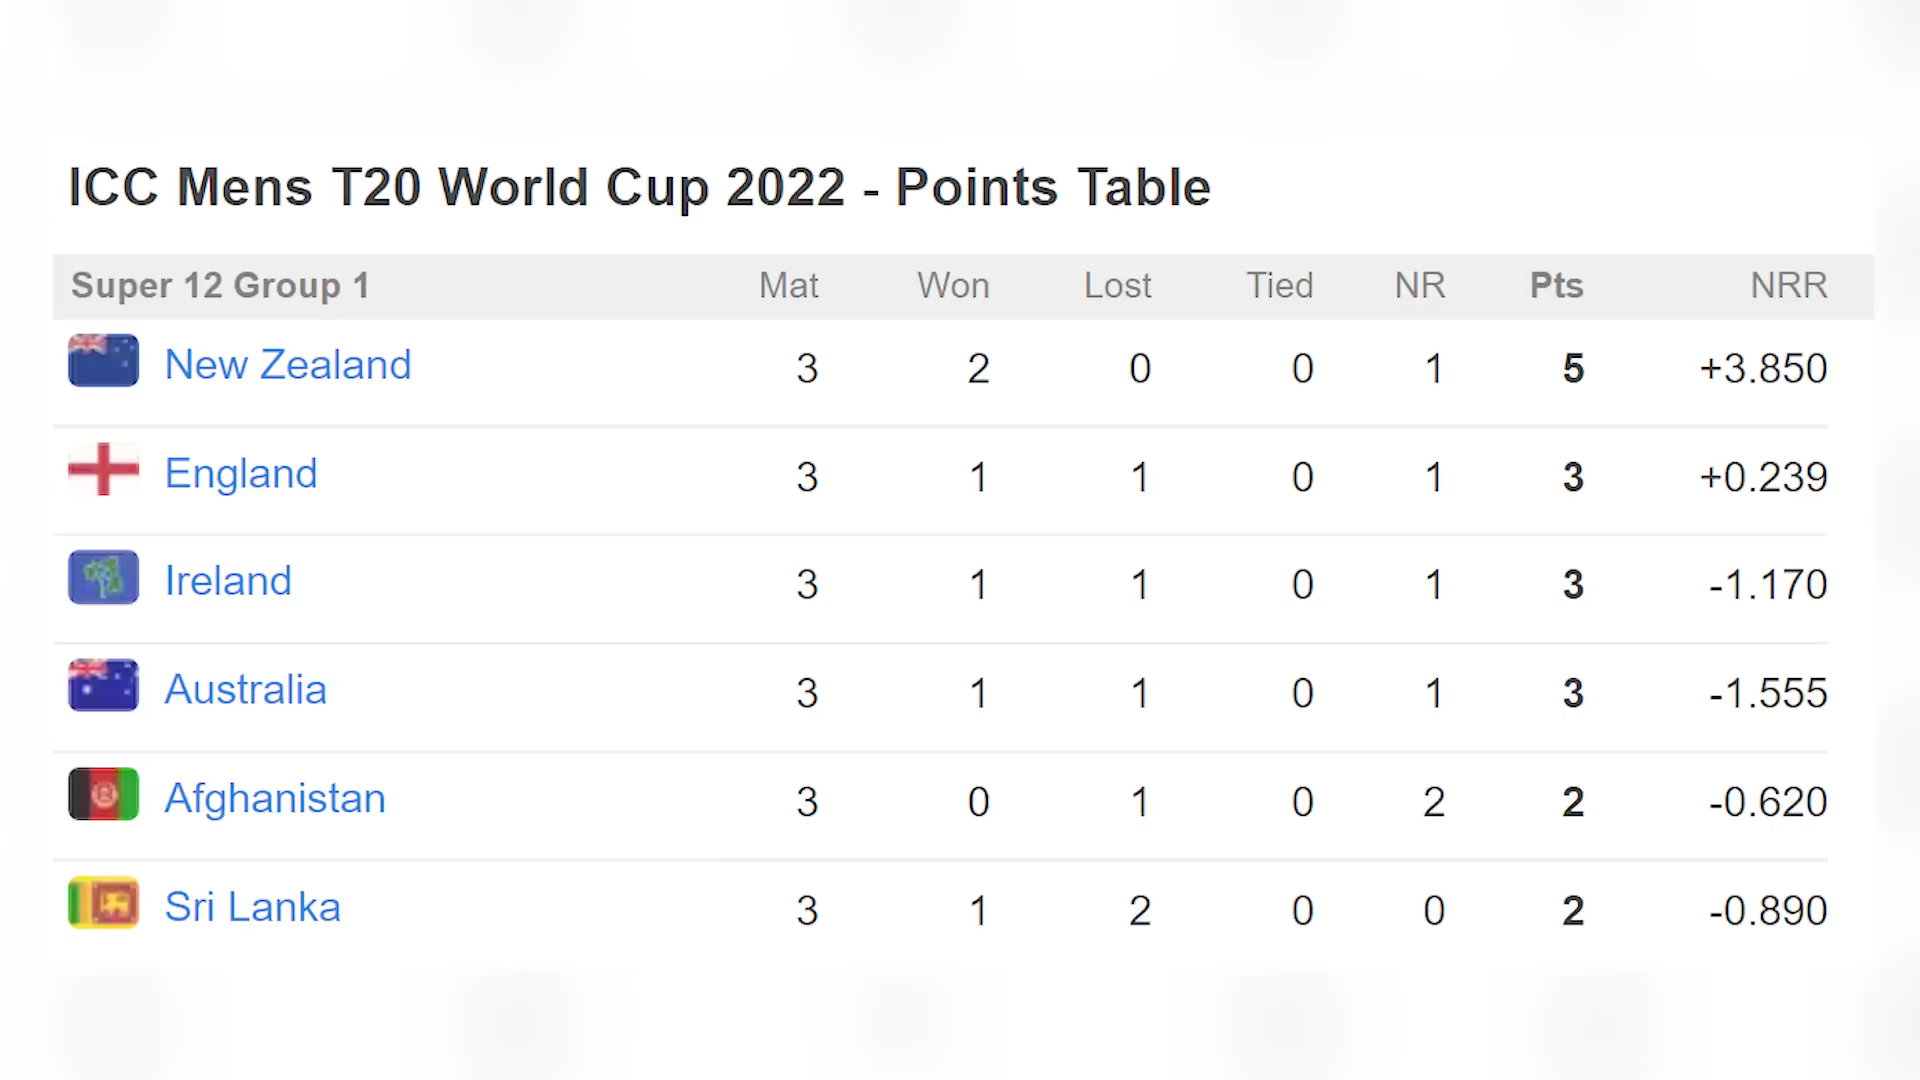 ICC Mens T20 World Cup 2022 - Points Table
Super 12 Group 1 Mat Won Lost Tied NR Pts NRR
New Zealand 3 2 0 0 1 5 +3.850
England 3 1 1 0 1 3 +0.239
Ireland 3 1 1 0 1 3 -1.170
Australia 3 1 1 0 1 3 -1.555
Afghanistan 3 0 1 0 2 2 -0.620
Sri Lanka 3 1 2 0 0 2 -0.890